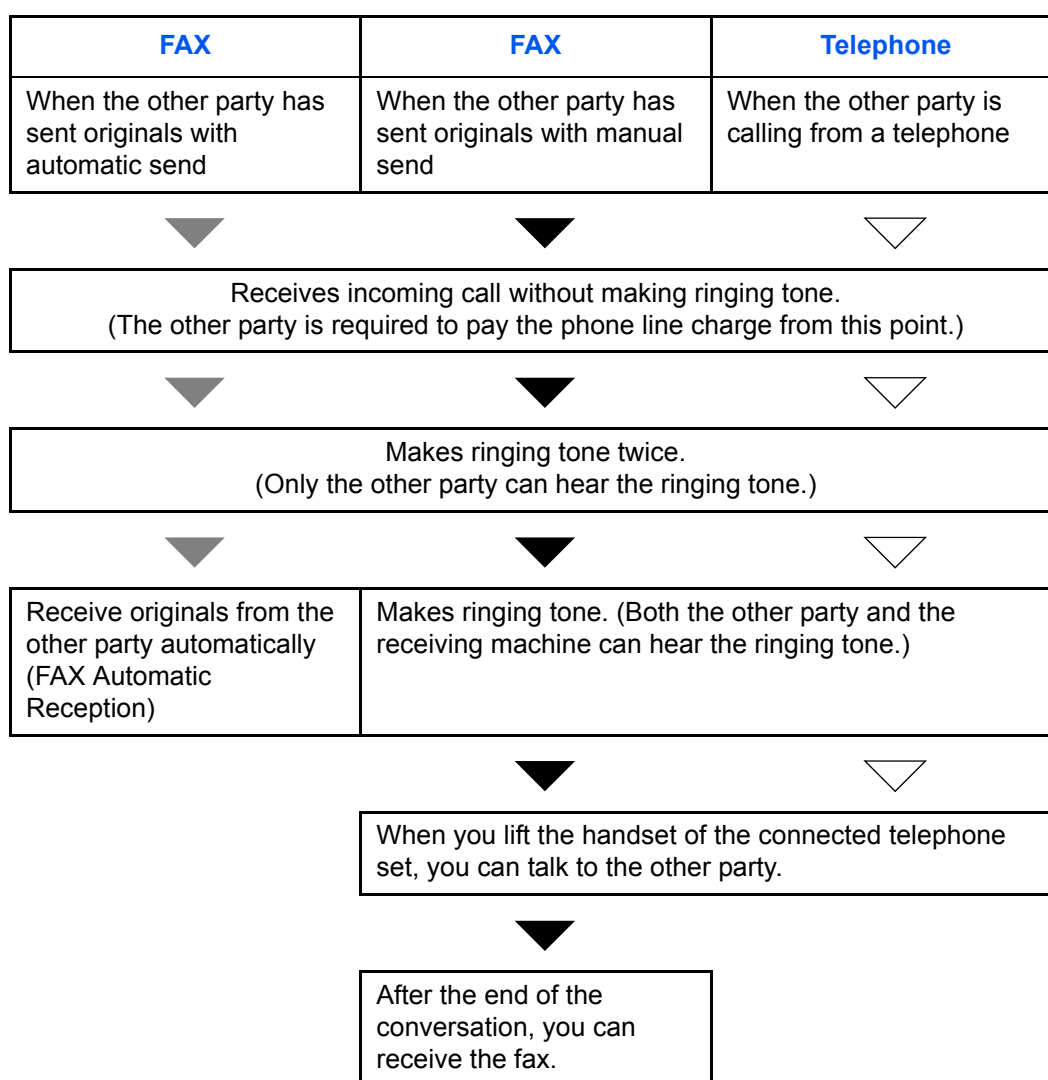 FAX
FAX
Telephone
When the other party has
sent originals with
automatic send
When the other party has
sent originals with manual
send
When the other party is
calling from a telephone
Receives incoming call without making ringing tone.
(The other party is required to pay the phone line charge from this point.)
Makes ringing tone twice.
(Only the other party can hear the ringing tone.)
Receive originals from the
other party automatically
(FAX Automatic
Reception)
Makes ringing tone. (Both the other party and the
receiving machine can hear the ringing tone.)
When you lift the handset of the connected telephone
set, you can talk to the other party.
After the end of the
conversation, you can
receive the fax.